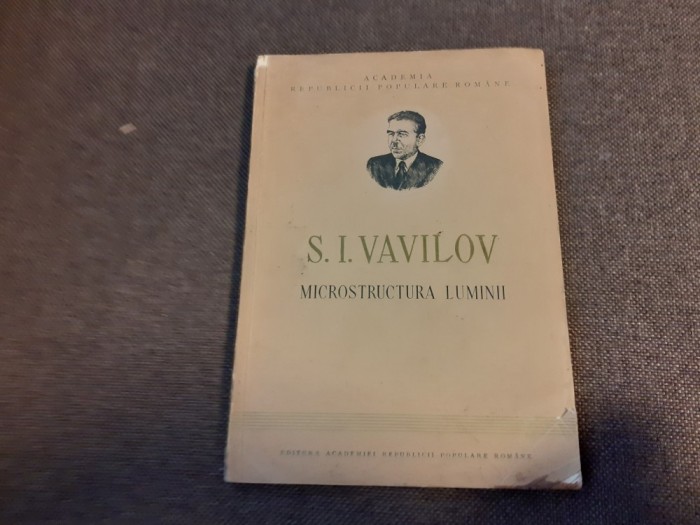 ACADEMIA
REPUBLICII POPULARE ROMÂNE
S. I. VAVILOV
MICROSTRUCTURA LUMINII
EDITURA ACADEMIEI REPUBLICII POPULARE ROMÂNE